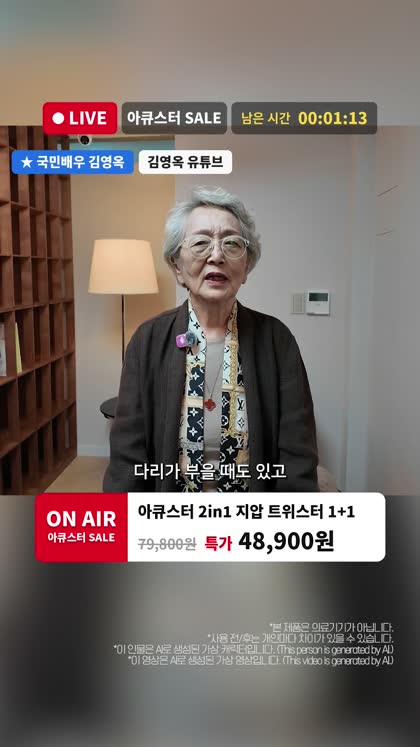 LIVE
아큐스터 SALE
남은 시간 00:01:13
★ 국민배우 김영옥
김영옥 유튜브
다리가 부을 때도 있고
ON AIR
아큐스터 SALE
아큐스터 2in1 지압 트위스터 1+1
79,800원 특가 48,900원
*본 제품은 의료기기가 아닙니다.
*사용 전/후는 개인마다 차이가 있을 수 있습니다.
*이 인물은 AI로 생성된 가상 캐릭터입니다. (This person is generated by AI.)
*이 영상은 AI로 생성된 가상 영상입니다. (This video is generated by AI.)